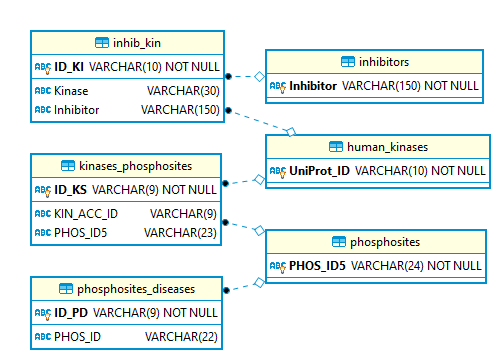 inhib_kin
ABC ID_KI VARCHAR(10) NOT NULL
ABC Kinase VARCHAR(30)
ABC Inhibitor VARCHAR(150)
inhibitors
ABC Inhibitor VARCHAR(150) NOT NULL
human_kinases
ABC UniProt_ID VARCHAR(10) NOT NULL
kinases_phosphosites
ABC ID_KS VARCHAR(9) NOT NULL
ABC KIN_ACC_ID VARCHAR(9)
ABC PHOS_ID5 VARCHAR(23)
phosphosites
ABC PHOS_ID5 VARCHAR(24) NOT NULL
phosphosites_diseases
ABC ID_PD VARCHAR(9) NOT NULL
ABC PHOS_ID VARCHAR(22)